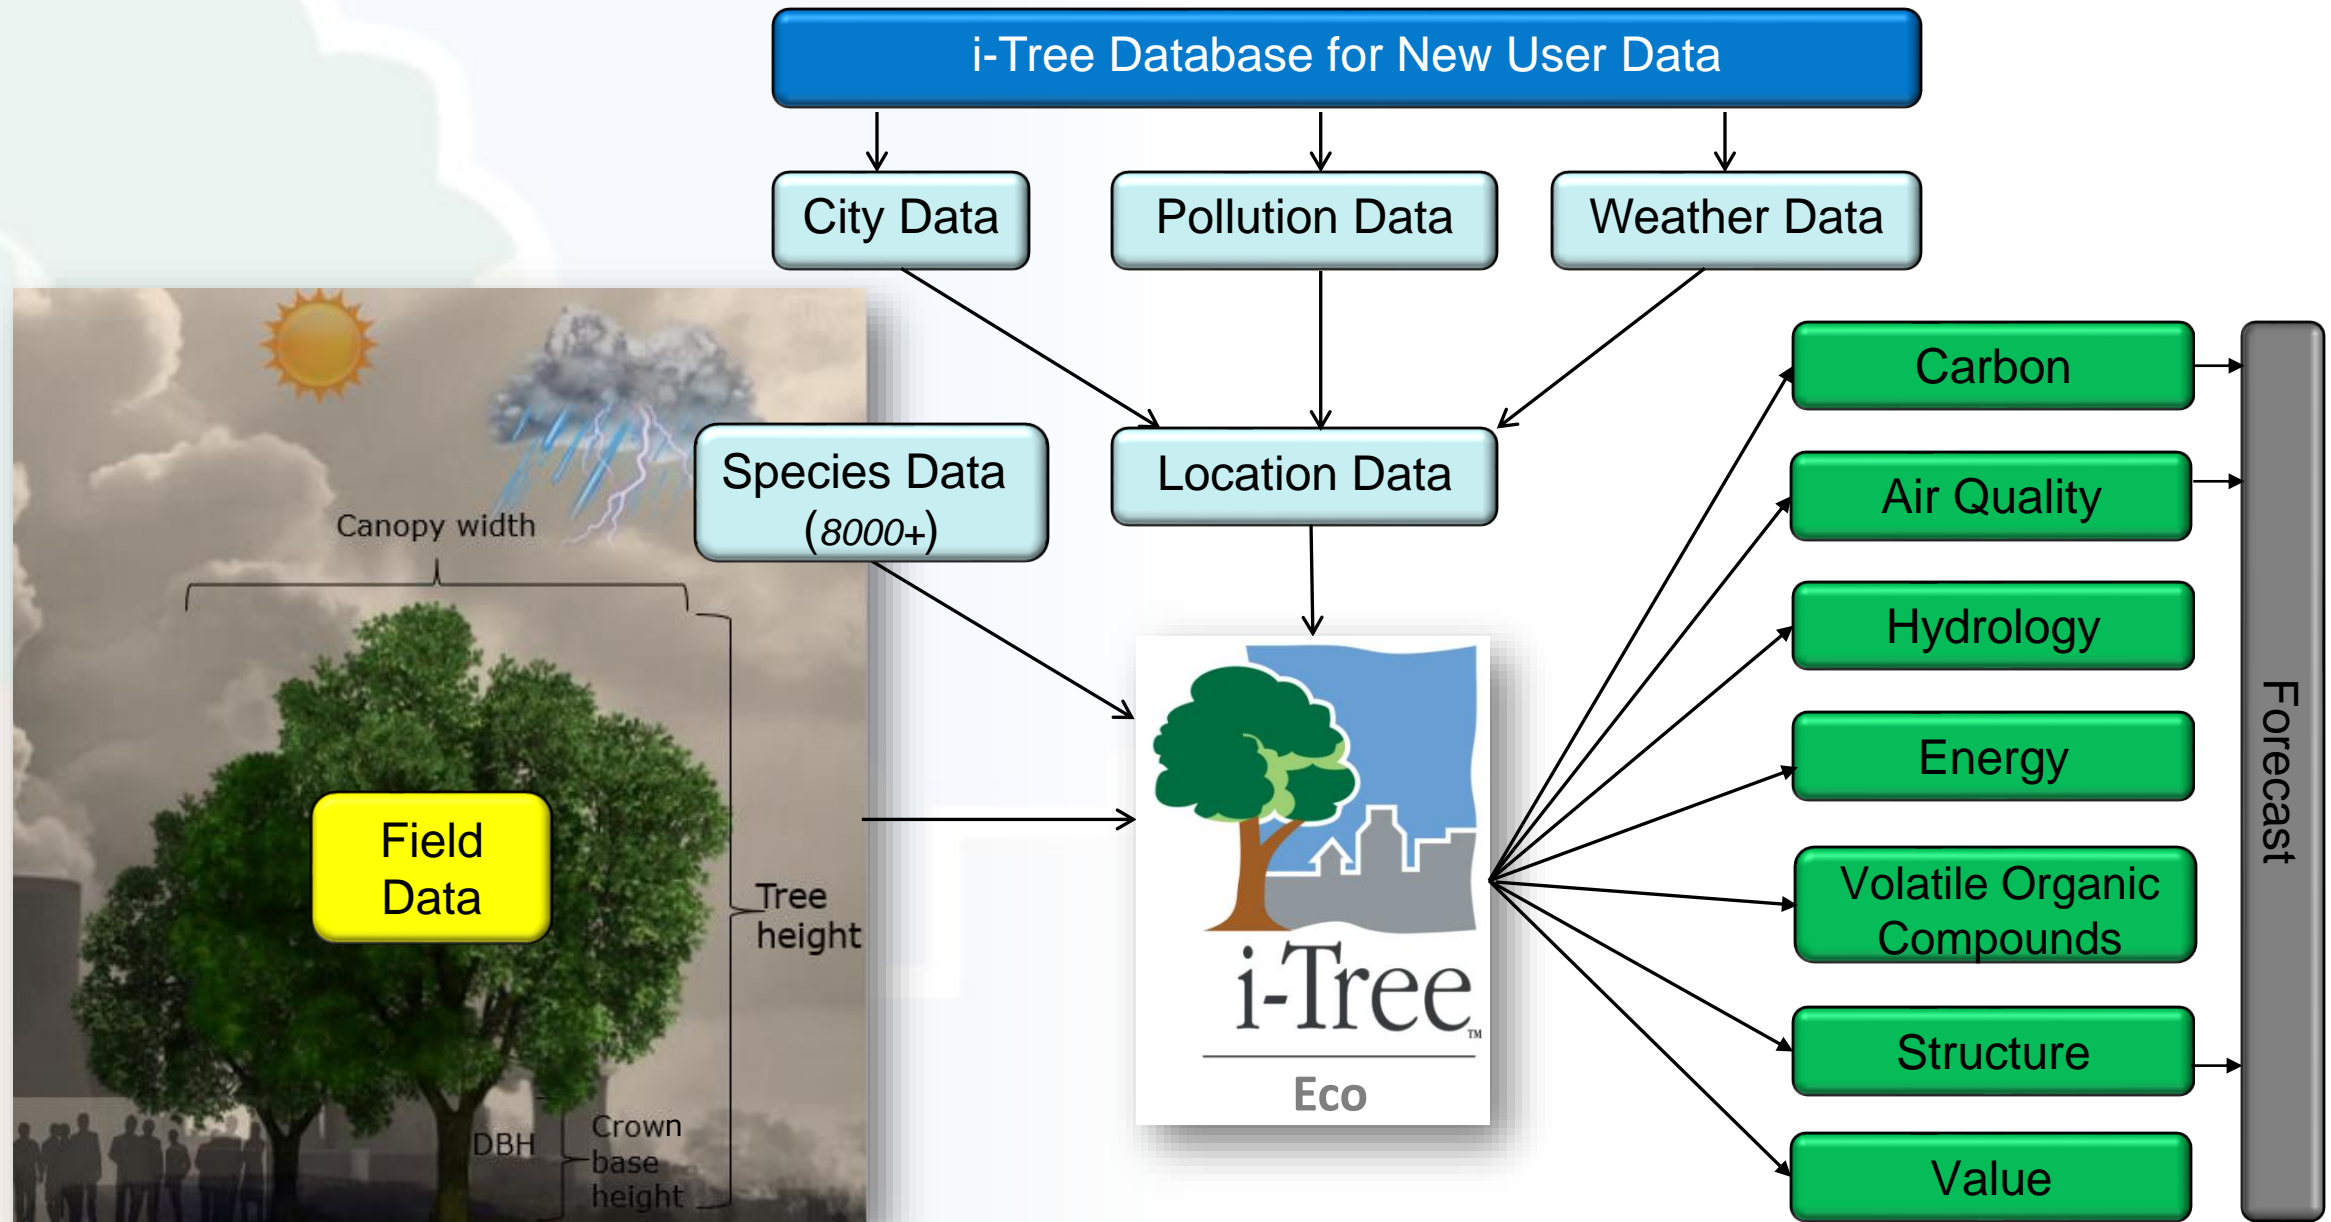 i-Tree Database for New User Data
City Data
Pollution Data
Weather Data
Species Data
(8000+)
Location Data
Canopy width
Field
Data
Tree
height
DBH
Crown
base
height
i-Tree™
Eco
Carbon
Air Quality
Hydrology
Energy
Volatile Organic
Compounds
Structure
Value
Forecast